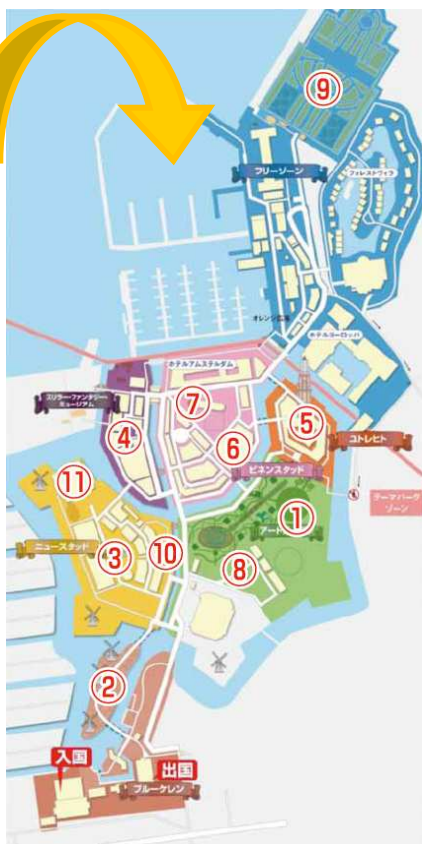 ⑨
フリーゾーン
フォレストヴィラ
オレンジ広場
ホテルヨーロッパ
ホテルアムステルダム
スリラー・ファンタジー・
ミュージアム
⑦
④
⑥
⑤
ユトレヒト
ビネンスタッド
⑪
テーマパーク
ゾーン
①
アート
ニュースタッド
③
⑩
⑧
②
入国
出国
ブルーケレン